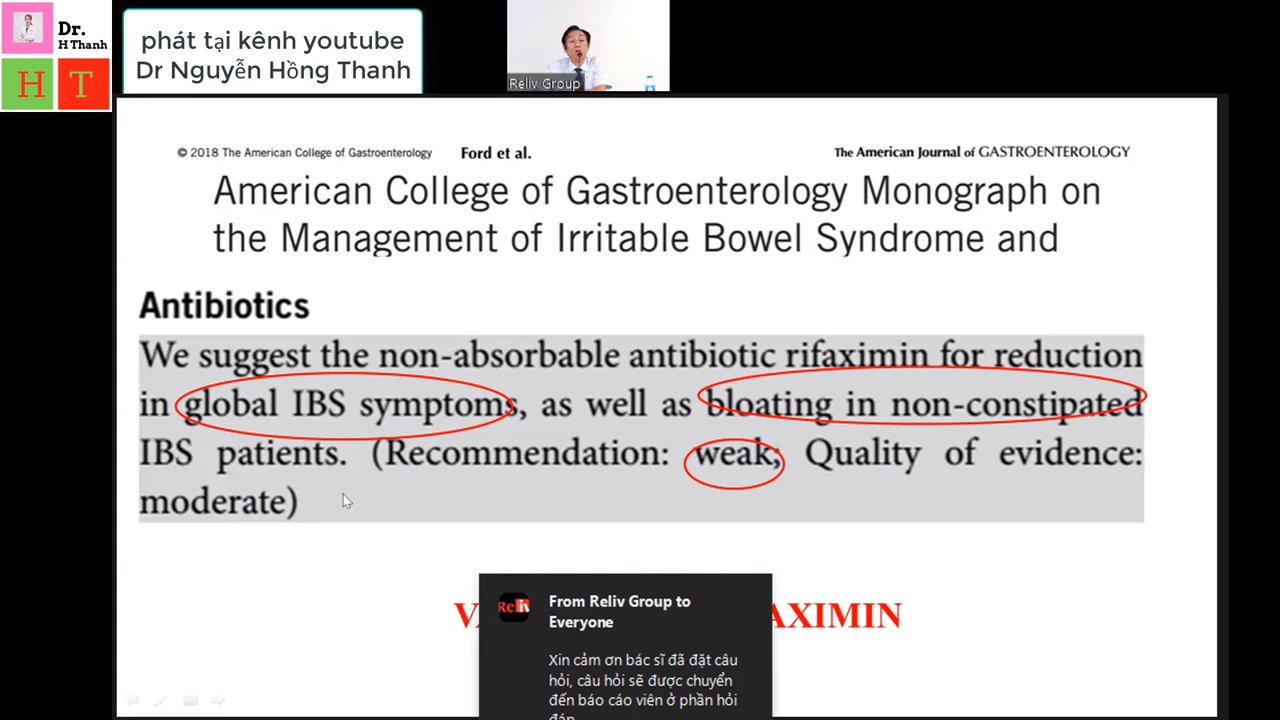 Dr.
H Thanh
H T
phát tại kênh youtube
Dr Nguyễn Hồng Thanh
Reliv Group
© 2018 The American College of Gastroenterology Ford et al. The American Journal of GASTROENTEROLOGY
American College of Gastroenterology Monograph on
the Management of Irritable Bowel Syndrome and
Antibiotics
We suggest the non-absorbable antibiotic rifaximin for reduction
in global IBS symptoms, as well as bloating in non-constipated
IBS patients. (Recommendation: weak; Quality of evidence:
moderate)
Reliv
From Reliv Group to
Everyone
Xin cảm ơn bác sĩ đã đặt câu
hỏi, câu hỏi sẽ được chuyển
đến báo cáo viên ở phần hỏi
đáp